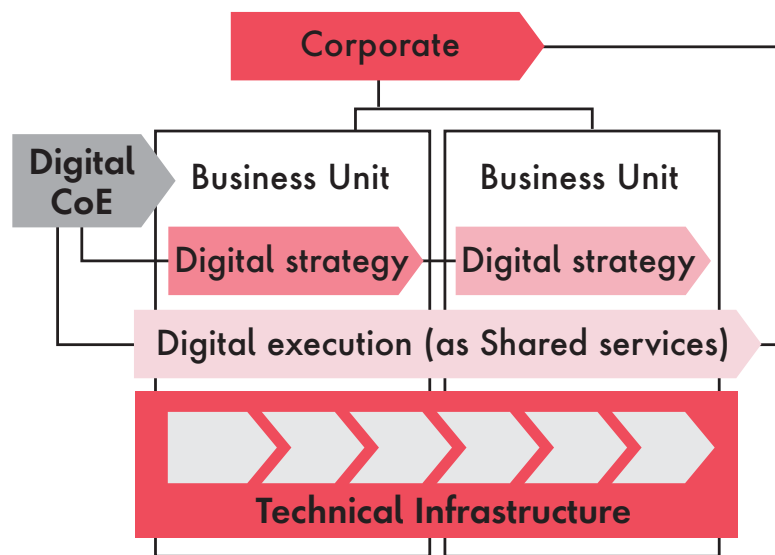 Corporate
Digital
CoE
Business Unit
Business Unit
Digital strategy
Digital strategy
Digital execution (as Shared services)
Technical Infrastructure